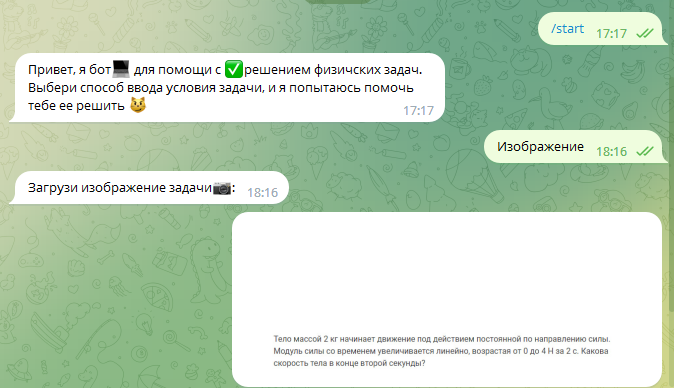 /start 17:17
Привет, я бот💻 для помощи с ✅решением физичских задач.
Выбери способ ввода условия задачи, и я попытаюсь помочь
тебе ее решить 😼 17:17
Изображение 18:16
Загрузи изображение задачи📷: 18:16
Тело массой 2 кг начинает движение под действием постоянной по направлению силы.
Модуль силы со временем увеличивается линейно, возрастая от 0 до 4 Н за 2 с. Какова
скорость тела в конце второй секунды?